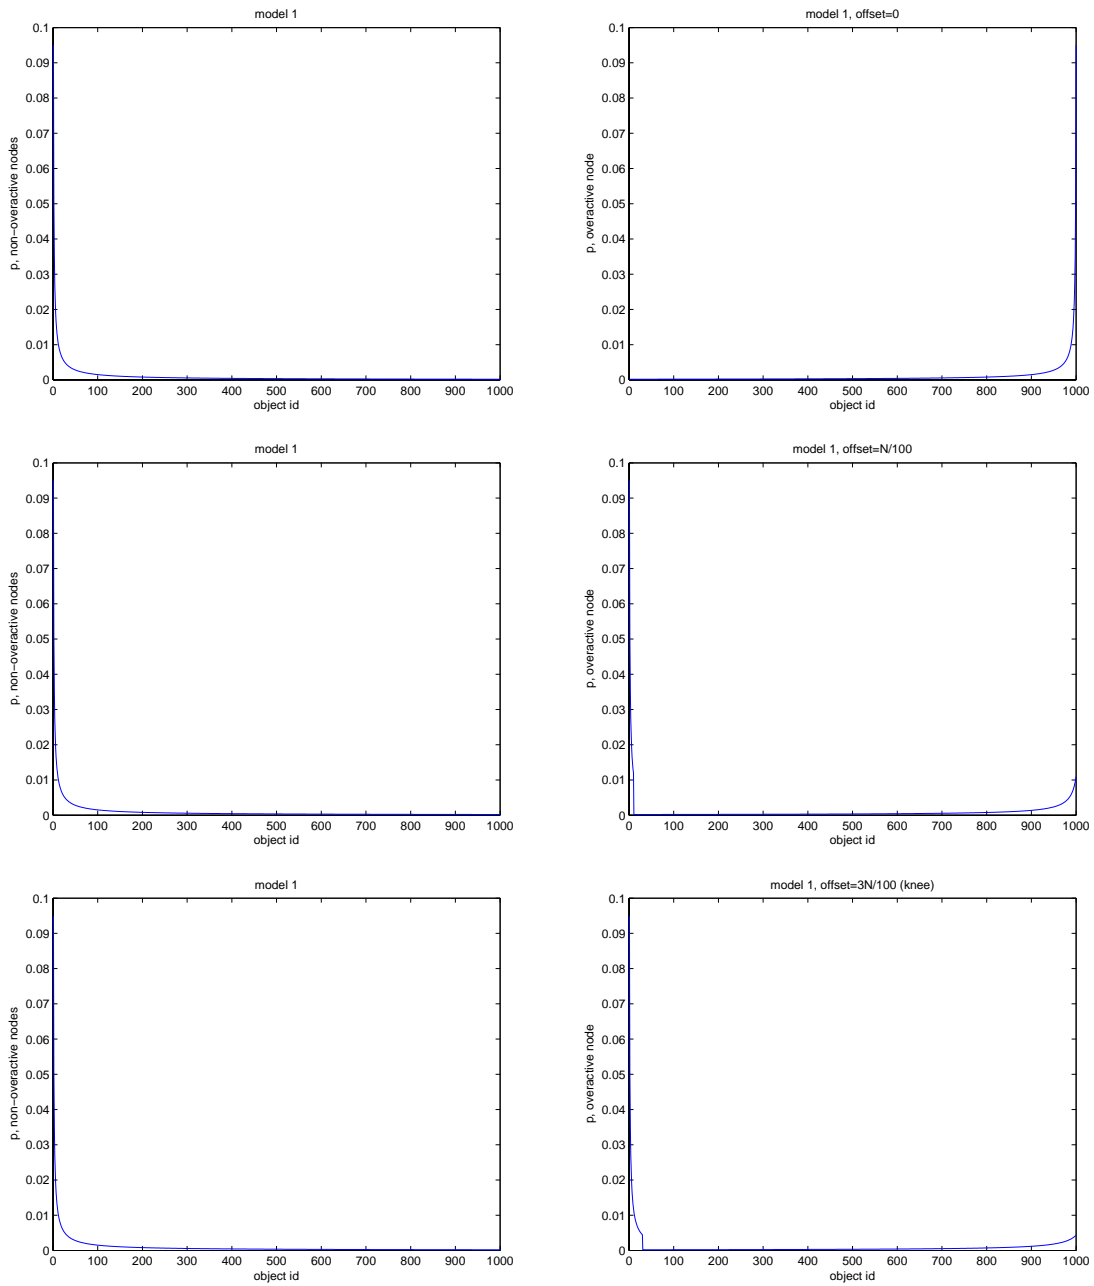 model 1
0.1
0.09
0.08
0.07
0.06
0.05
0.04
0.03
0.02
0.01
0
p, non−overactive nodes
0 100 200 300 400 500 600 700 800 900 1000
object id
model 1, offset=0
0.1
0.09
0.08
0.07
0.06
0.05
0.04
0.03
0.02
0.01
0
p, overactive node
0 100 200 300 400 500 600 700 800 900 1000
object id
model 1
0.1
0.09
0.08
0.07
0.06
0.05
0.04
0.03
0.02
0.01
0
p, non−overactive nodes
0 100 200 300 400 500 600 700 800 900 1000
object id
model 1, offset=N/100
0.1
0.09
0.08
0.07
0.06
0.05
0.04
0.03
0.02
0.01
0
p, overactive node
0 100 200 300 400 500 600 700 800 900 1000
object id
model 1
0.1
0.09
0.08
0.07
0.06
0.05
0.04
0.03
0.02
0.01
0
p, non−overactive nodes
0 100 200 300 400 500 600 700 800 900 1000
object id
model 1, offset=3N/100 (knee)
0.1
0.09
0.08
0.07
0.06
0.05
0.04
0.03
0.02
0.01
0
p, overactive node
0 100 200 300 400 500 600 700 800 900 1000
object id